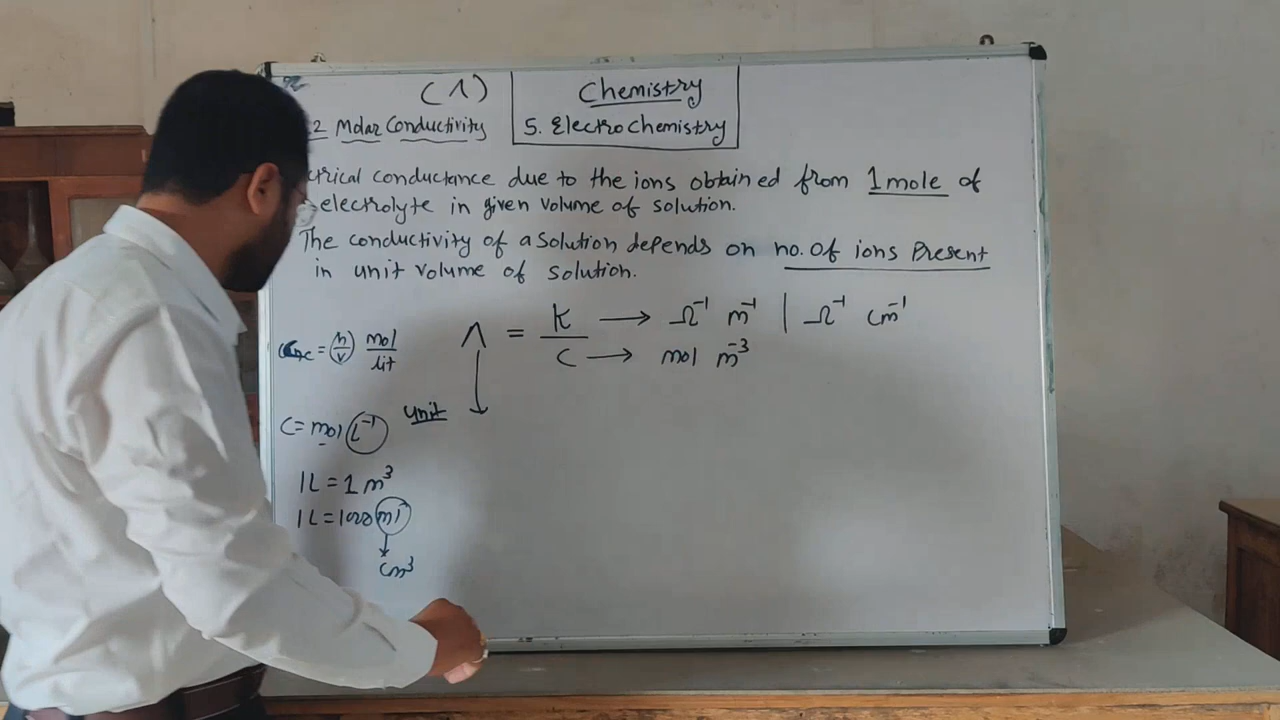 (Λ)
Chemistry
2 Molar Conductivity
5. ElectroChemistry
ctrical conductance due to the ions obtained from 1 mole of
electrolyte in given volume of solution.
The conductivity of a solution depends on no. of ions Present
in unit volume of solution.
Λ = k/C
k → Ω⁻¹ m⁻¹ | Ω⁻¹ cm⁻¹
C → mol m⁻³
C = n/v mol/lit
C = mol L⁻¹
unit
1L = 1 m³
1L = 1000 ml
cm³